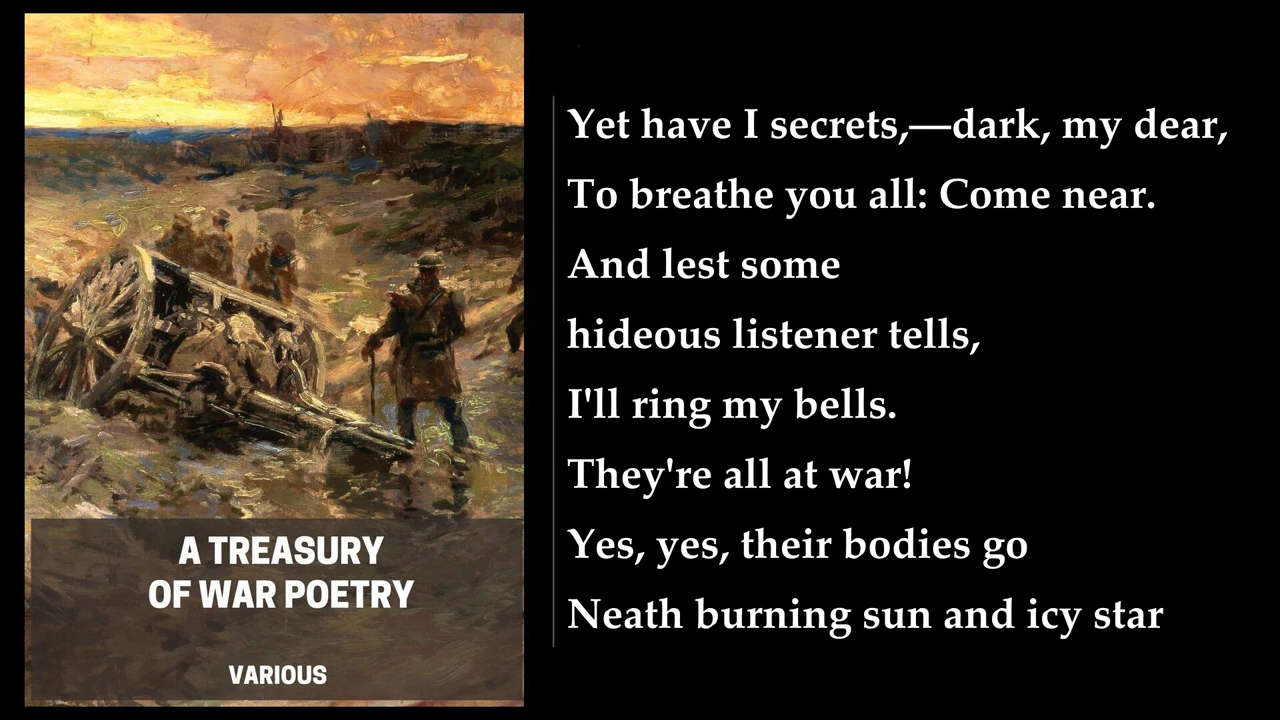 A TREASURY
OF WAR POETRY
VARIOUS
Yet have I secrets,—dark, my dear,
To breathe you all: Come near.
And lest some
hideous listener tells,
I'll ring my bells.
They're all at war!
Yes, yes, their bodies go
Neath burning sun and icy star